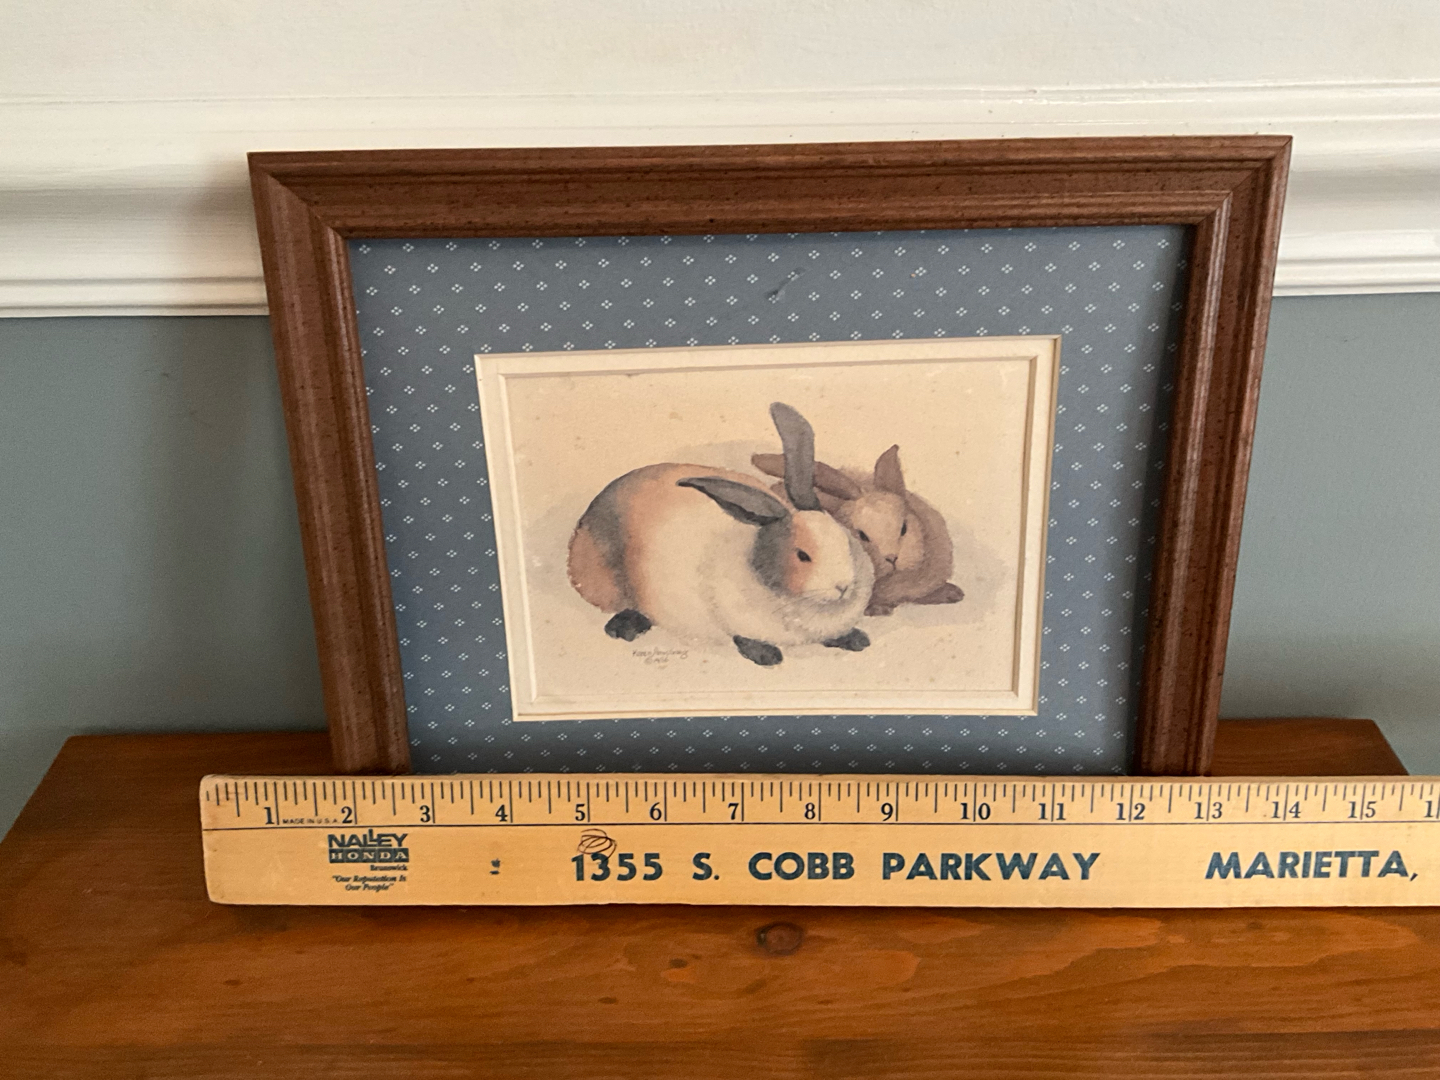 1 2 3 4 5 6 7 8 9 10 11 12 13 14 15
MADE IN U.S.A.
NALLEY
HONDA
Brunswick
"Our Reputation Is
Our People"
1355 S. COBB PARKWAY MARIETTA,